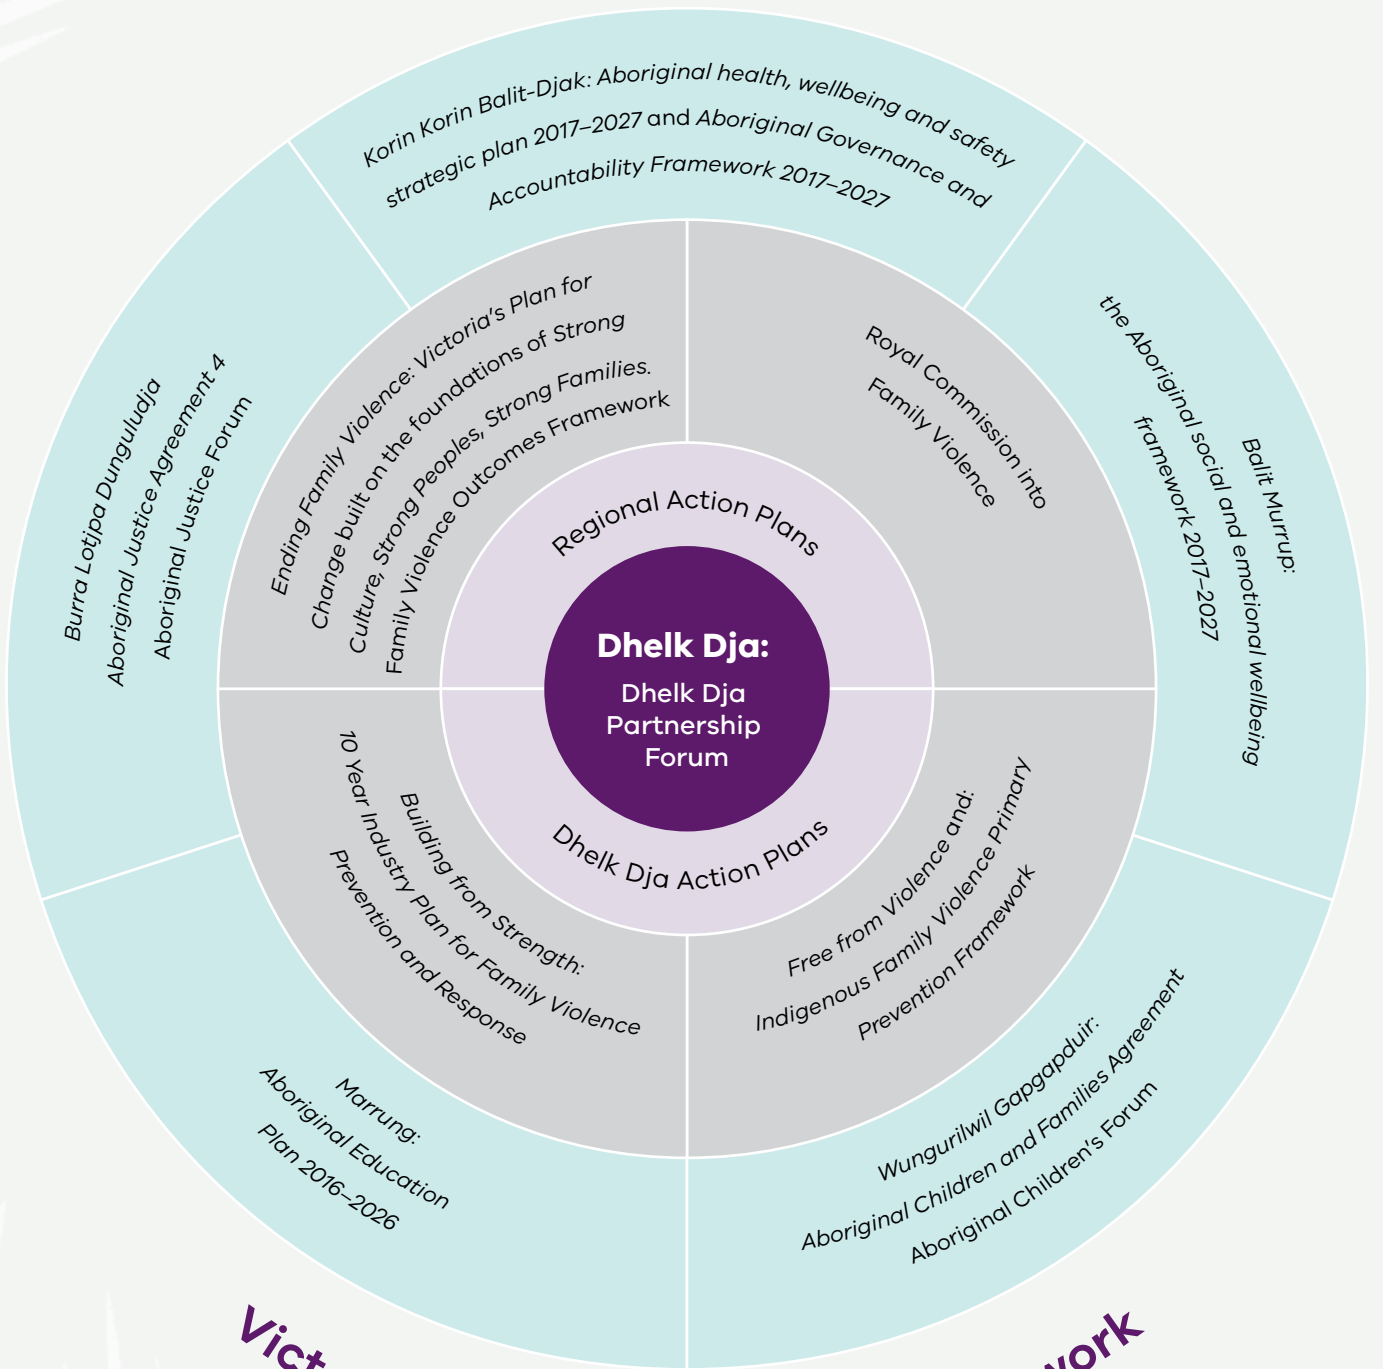 Korin Korin Balit-Djak: Aboriginal health, wellbeing and safety
strategic plan 2017–2027 and Aboriginal Governance and
Accountability Framework 2017–2027
Balit Murrup:
the Aboriginal social and emotional wellbeing
framework 2017–2027
Wungurilwil Gapgapduir:
Aboriginal Children and Families Agreement
Aboriginal Children's Forum
Marrung:
Aboriginal Education
Plan 2016–2026
Burra Lotjpa Dunguludja
Aboriginal Justice Agreement 4
Aboriginal Justice Forum
Ending Family Violence: Victoria's Plan for
Change built on the foundations of Strong
Culture, Strong Peoples, Strong Families.
Family Violence Outcomes Framework
Royal Commission into
Family Violence
Free from Violence and:
Indigenous Family Violence Primary
Prevention Framework
Building from Strength:
10 Year Industry Plan for Family Violence
Prevention and Response
Regional Action Plans
Dhelk Dja:
Dhelk Dja
Partnership
Forum
Dhelk Dja Action Plans